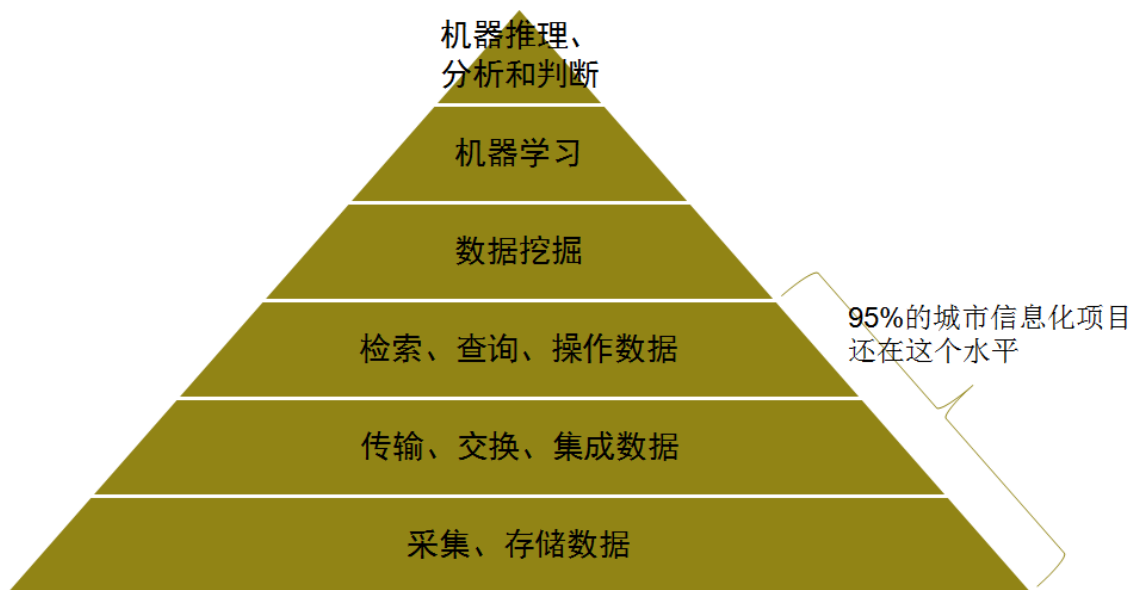 机器推理、
分析和判断
机器学习
数据挖掘
检索、查询、操作数据
95%的城市信息化项目
还在这个水平
传输、交换、集成数据
采集、存储数据